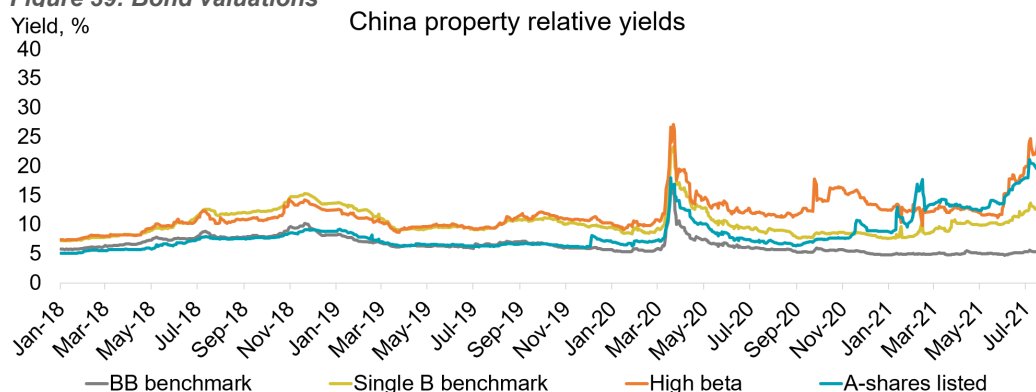 Figure 39: Bond valuations
Yield, %
China property relative yields
40
35
30
25
20
15
10
5
0
Jan-18 Mar-18 May-18 Jul-18 Sep-18 Nov-18 Jan-19 Mar-19 May-19 Jul-19 Sep-19 Nov-19 Jan-20 Mar-20 May-20 Jul-20 Sep-20 Nov-20 Jan-21 Mar-21 May-21 Jul-21
BB benchmark Single B benchmark High beta A-shares listed